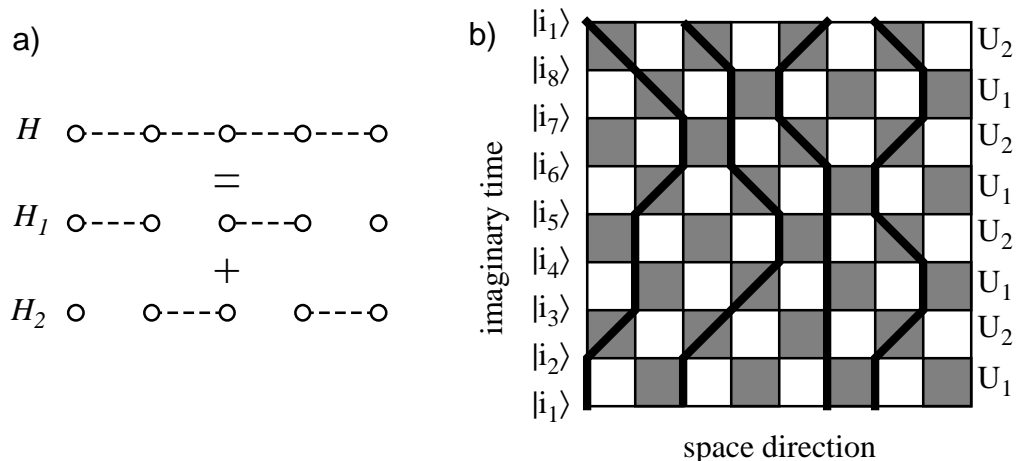 a)
H
=
H₁
+
H₂
b)
|i₁⟩
U₂
|i₈⟩
U₁
|i₇⟩
U₂
|i₆⟩
U₁
|i₅⟩
U₂
|i₄⟩
U₁
|i₃⟩
U₂
|i₂⟩
U₁
|i₁⟩
imaginary time
space direction